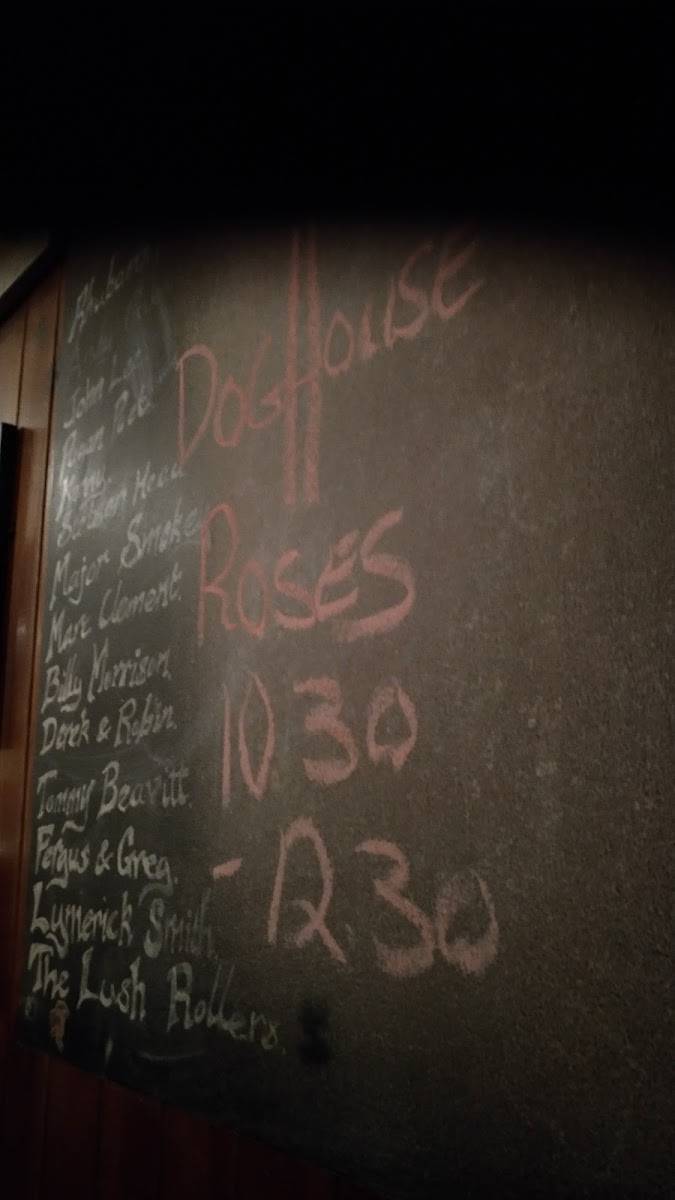 John
Major Smoke
Marc Clement
Billy Morrison
Derek & Robin
Tommy Beavitt
Fergus & Greg.
Lymerick Smith
The Lush Rollers.
DOGHOUSE
ROSES
10 30
- 12 30